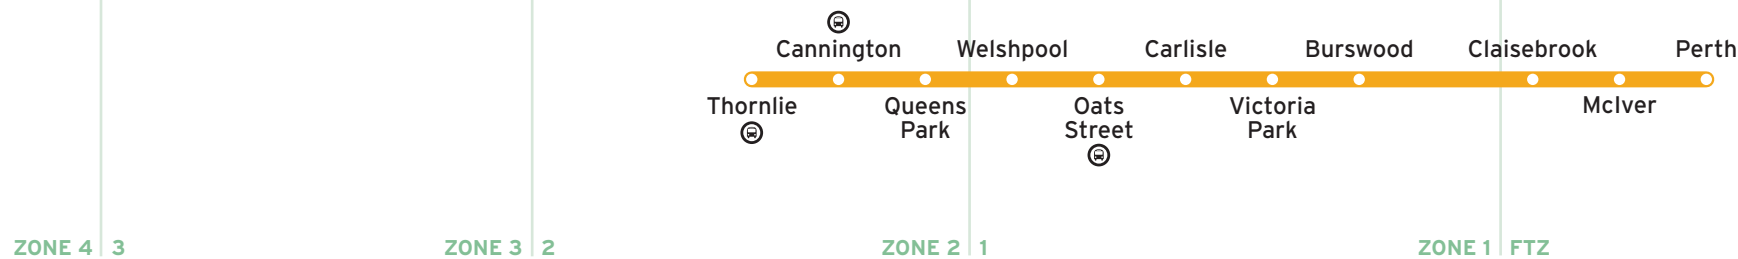 Cannington Welshpool Carlisle Burswood Claisebrook Perth
Thornlie Queens Oats Victoria McIver
Park Street Park
ZONE 4 3 ZONE 3 2 ZONE 2 1 ZONE 1 FTZ